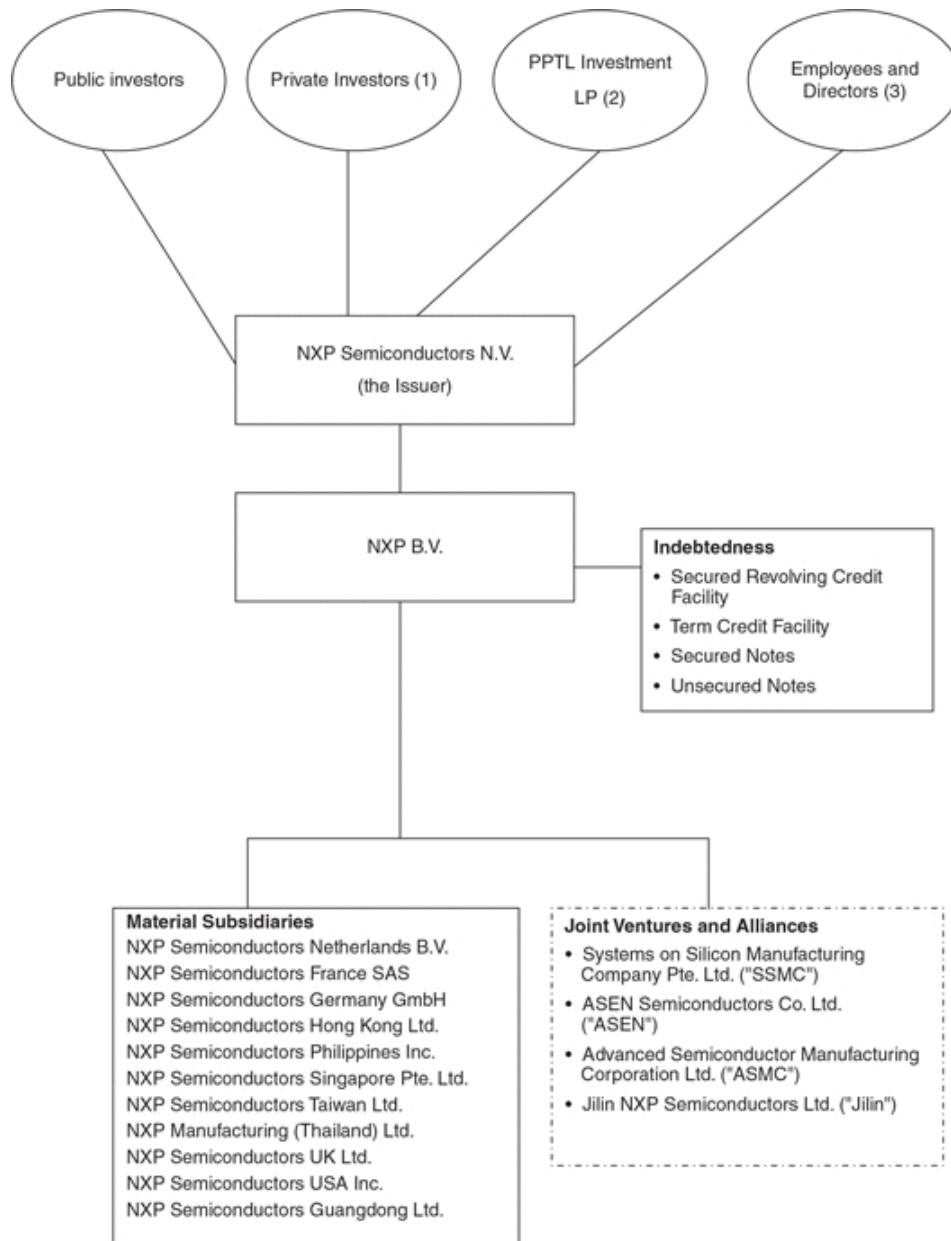 Public investors
Private Investors (1)
PPTL Investment
LP (2)
Employees and
Directors (3)
NXP Semiconductors N.V.
(the Issuer)
NXP B.V.
Indebtedness
• Secured Revolving Credit
Facility
• Term Credit Facility
• Secured Notes
• Unsecured Notes
Material Subsidiaries
NXP Semiconductors Netherlands B.V.
NXP Semiconductors France SAS
NXP Semiconductors Germany GmbH
NXP Semiconductors Hong Kong Ltd.
NXP Semiconductors Philippines Inc.
NXP Semiconductors Singapore Pte. Ltd.
NXP Semiconductors Taiwan Ltd.
NXP Manufacturing (Thailand) Ltd.
NXP Semiconductors UK Ltd.
NXP Semiconductors USA Inc.
NXP Semiconductors Guangdong Ltd.
Joint Ventures and Alliances
• Systems on Silicon Manufacturing
Company Pte. Ltd. ("SSMC")
• ASEN Semiconductors Co. Ltd.
("ASEN")
• Advanced Semiconductor Manufacturing
Corporation Ltd. ("ASMC")
• Jilin NXP Semiconductors Ltd. ("Jilin")